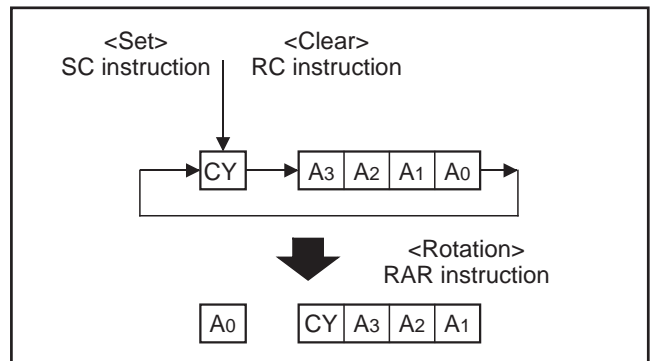 <Set> <Clear>
SC instruction RC instruction
CY A3 A2 A1 A0
<Rotation>
RAR instruction
A0 CY A3 A2 A1